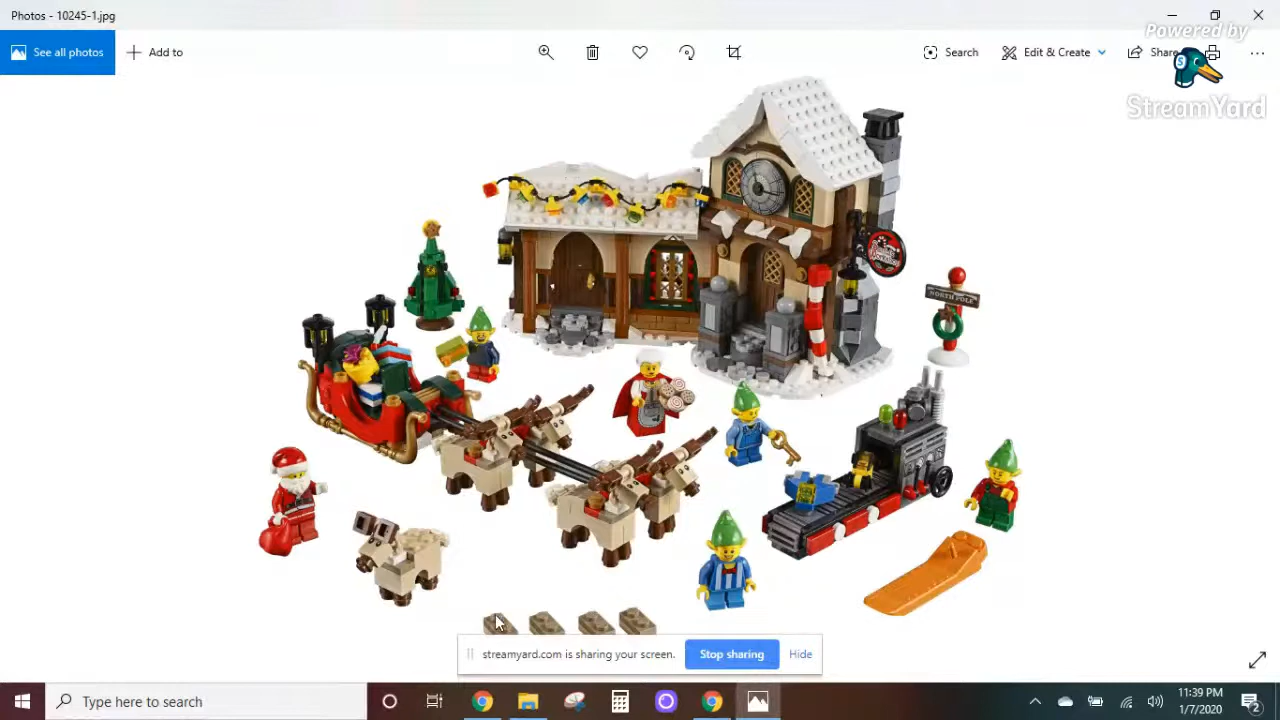 Photos - 10245-1.jpg
Powered by
StreamYard
See all photos
Add to
Search
Edit & Create
Share
NORTH POLE
streamyard.com is sharing your screen.
Stop sharing
Hide
Type here to search
11:39 PM
1/7/2020
2